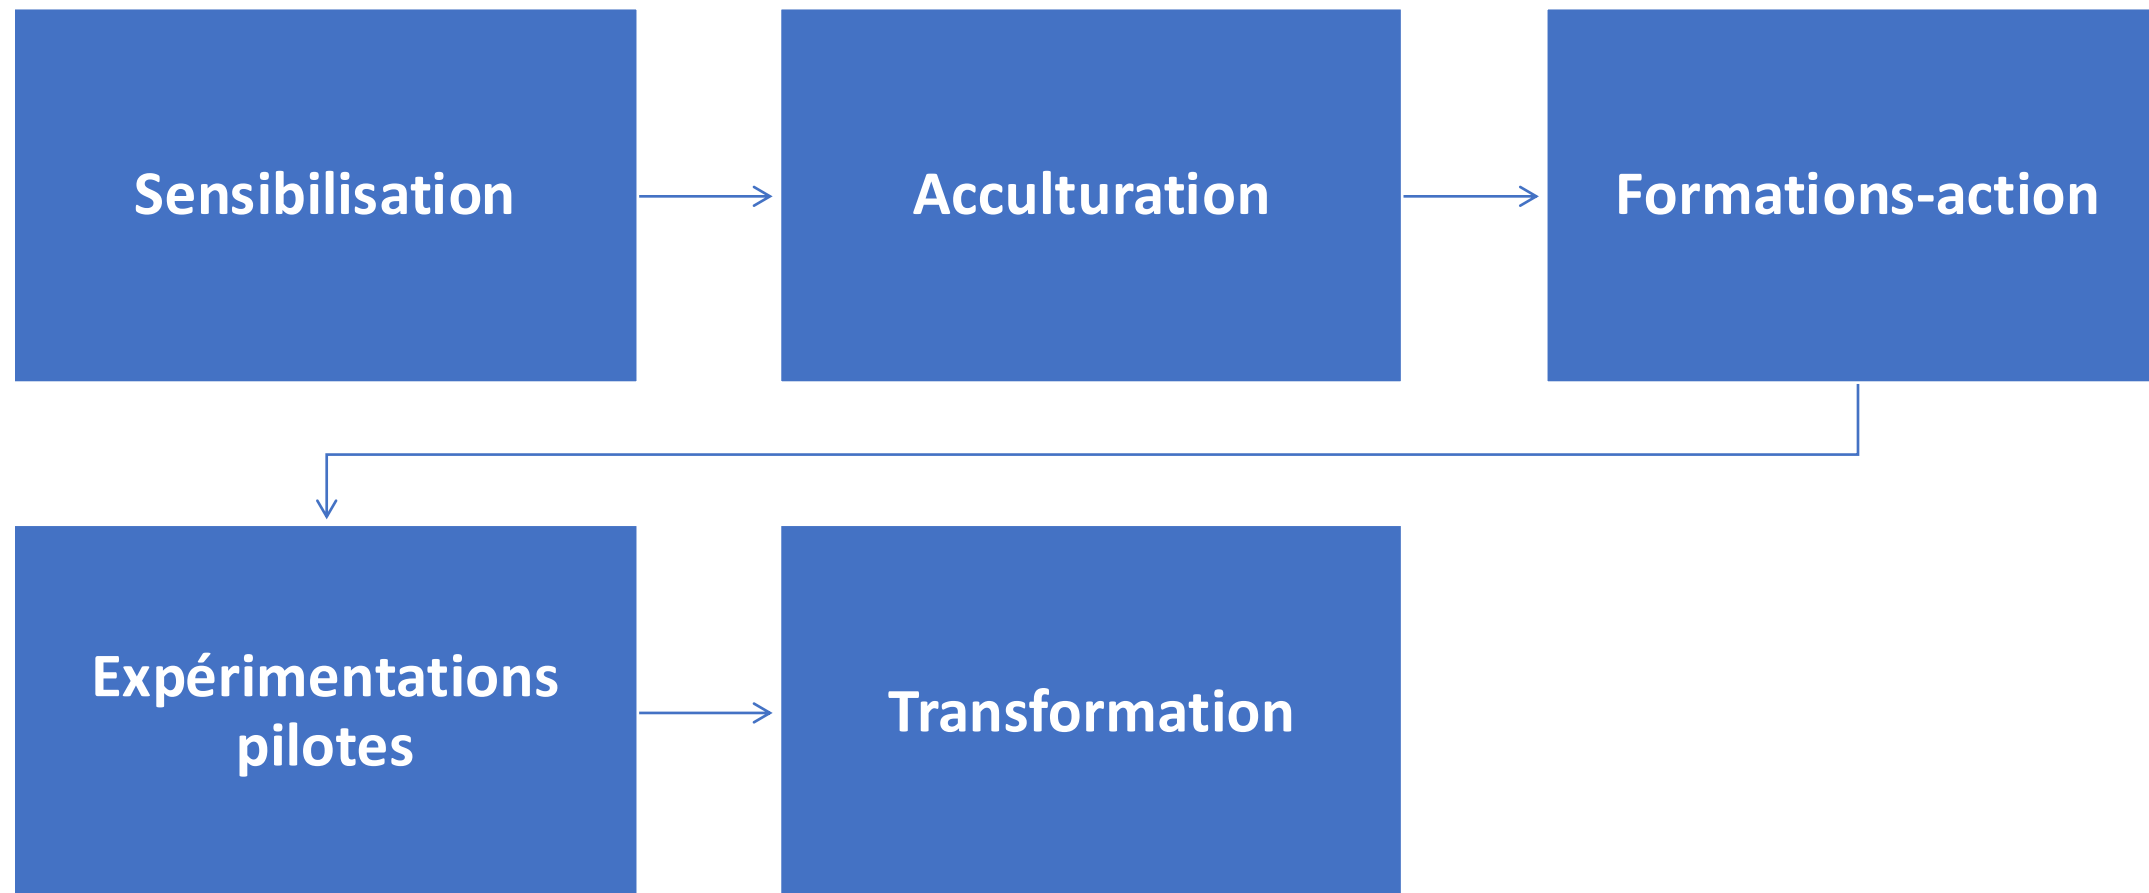 Sensibilisation
Acculturation
Formations-action
Expérimentations
pilotes
Transformation